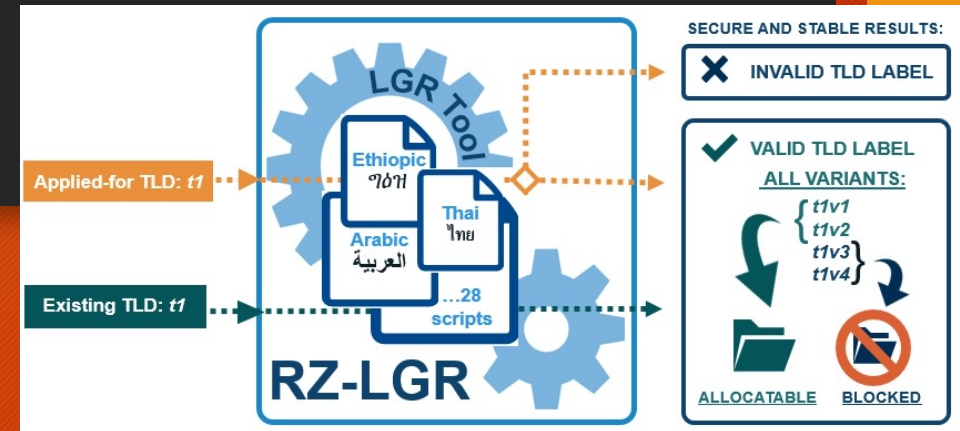 SECURE AND STABLE RESULTS:
INVALID TLD LABEL
LGR Tool
Ethiopic
ግዕዝ
Applied-for TLD: t1
Thai
ไทย
Arabic
العربية
...28
scripts
Existing TLD: t1
RZ-LGR
VALID TLD LABEL
ALL VARIANTS:
t1v1
t1v2
t1v3
t1v4
ALLOCATABLE
BLOCKED